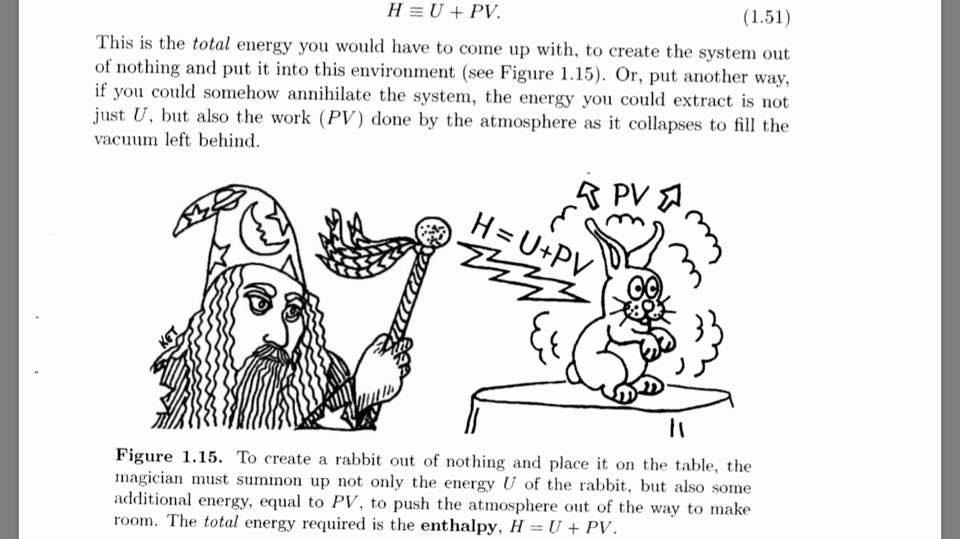 H ≡ U + PV.
(1.51)
This is the total energy you would have to come up with, to create the system out
of nothing and put it into this environment (see Figure 1.15). Or, put another way,
if you could somehow annihilate the system, the energy you could extract is not
just U, but also the work (PV) done by the atmosphere as it collapses to fill the
vacuum left behind.
PV
H=U+PV
KGT
Figure 1.15. To create a rabbit out of nothing and place it on the table, the
magician must summon up not only the energy U of the rabbit, but also some
additional energy, equal to PV, to push the atmosphere out of the way to make
room. The total energy required is the enthalpy, H = U + PV.